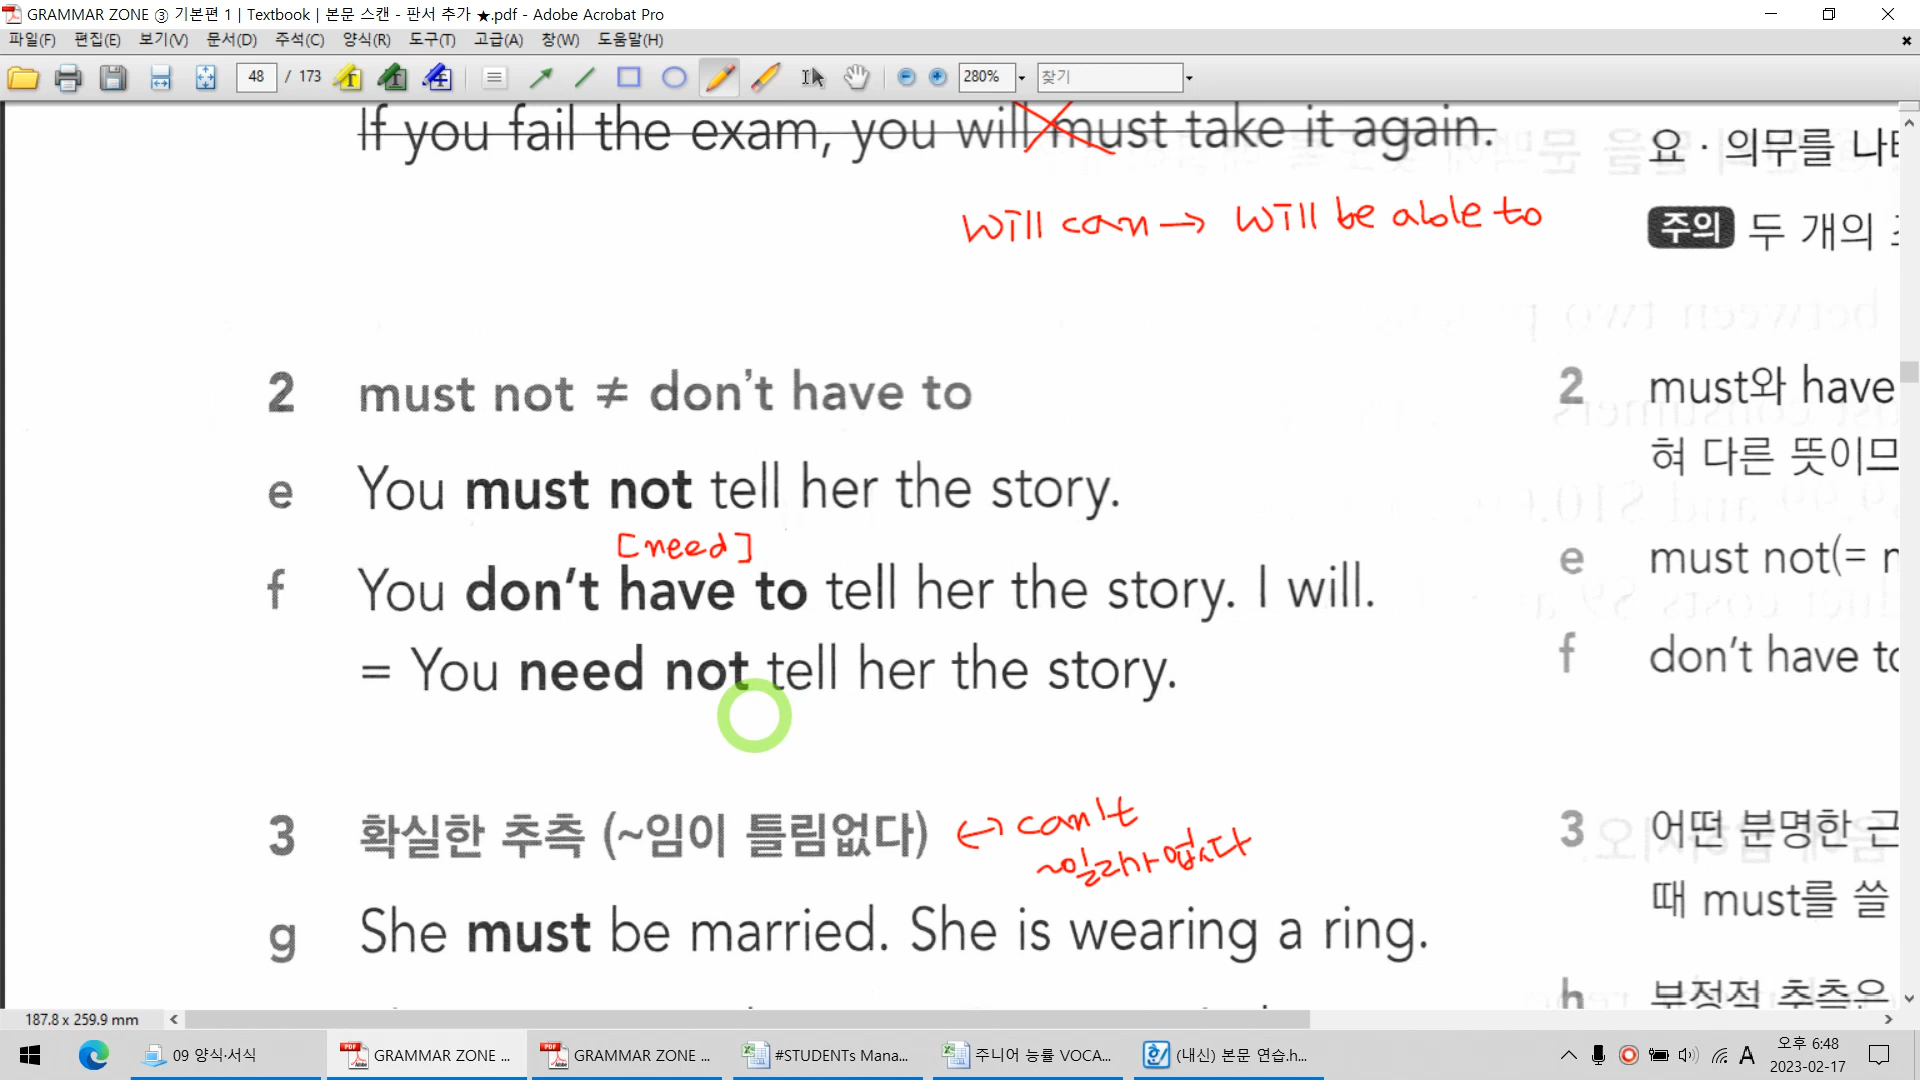 GRAMMAR ZONE ③ 기본편 1 | Textbook | 본문 스캔 - 판서 추가 ★.pdf - Adobe Acrobat Pro
파일(F) 편집(E) 보기(V) 문서(D) 주석(C) 양식(R) 도구(T) 고급(A) 창(W) 도움말(H)
48 / 173 280% 찾기
If you fail the exam, you will must take it again.
요 · 의무를 나타
will can → will be able to
주의 두 개의
2 must not ≠ don't have to
2 must와 have
혀 다른 뜻이므
e You must not tell her the story.
[need]
e must not(=
f You don't have to tell her the story. I will.
= You need not tell her the story.
f don't have to
3 확실한 추측 (~임이 틀림없다) ↔ can't
~일리가 없다
3 어떤 분명한 근
때 must를 쓸
g She must be married. She is wearing a ring.
h 부정적 추측은
187.8 x 259.9 mm
09 양식·서식
GRAMMAR ZONE ...
GRAMMAR ZONE ...
#STUDENTs Mana...
주니어 능률 VOCA...
(내신) 본문 연습.h...
A
오후 6:48
2023-02-17